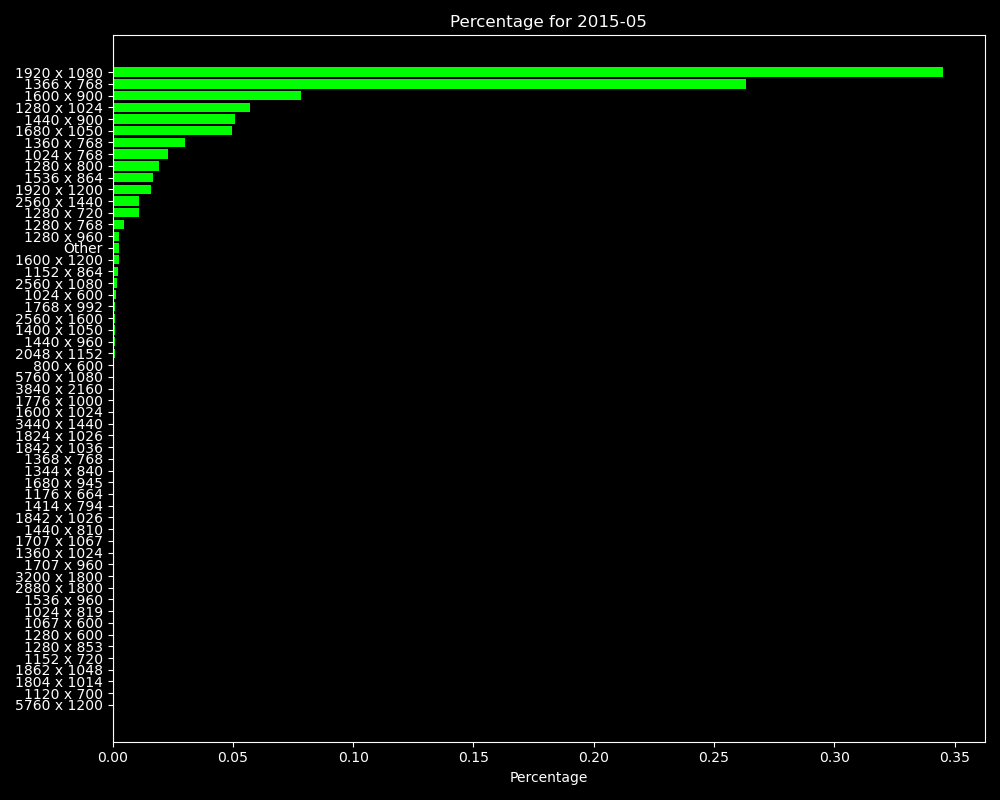 Percentage for 2015-05
1920 x 1080
1366 x 768
1600 x 900
1280 x 1024
1440 x 900
1680 x 1050
1360 x 768
1024 x 768
1280 x 800
1536 x 864
1920 x 1200
2560 x 1440
1280 x 720
1280 x 768
1280 x 960
Other
1600 x 1200
1152 x 864
2560 x 1080
1024 x 600
1768 x 992
2560 x 1600
1400 x 1050
1440 x 960
2048 x 1152
800 x 600
5760 x 1080
3840 x 2160
1776 x 1000
1600 x 1024
3440 x 1440
1824 x 1026
1842 x 1036
1368 x 768
1344 x 840
1680 x 945
1176 x 664
1414 x 794
1842 x 1026
1440 x 810
1707 x 1067
1360 x 1024
1707 x 960
3200 x 1800
2880 x 1800
1536 x 960
1024 x 819
1067 x 600
1280 x 600
1280 x 853
1152 x 720
1862 x 1048
1804 x 1014
1120 x 700
5760 x 1200
0.00 0.05 0.10 0.15 0.20 0.25 0.30 0.35
Percentage